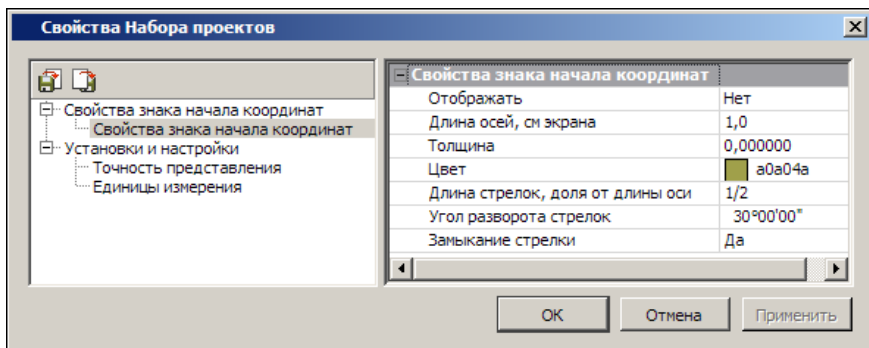 Свойства Набора проектов
Свойства знака начала координат
Свойства знака начала координат
Установки и настройки
Точность представления
Единицы измерения
Свойства знака начала координат
Отображать Нет
Длина осей, см экрана 1,0
Толщина 0,000000
Цвет a0a04a
Длина стрелок, доля от длины оси 1/2
Угол разворота стрелок 30°00'00"
Замыкание стрелки Да
OK Отмена Применить